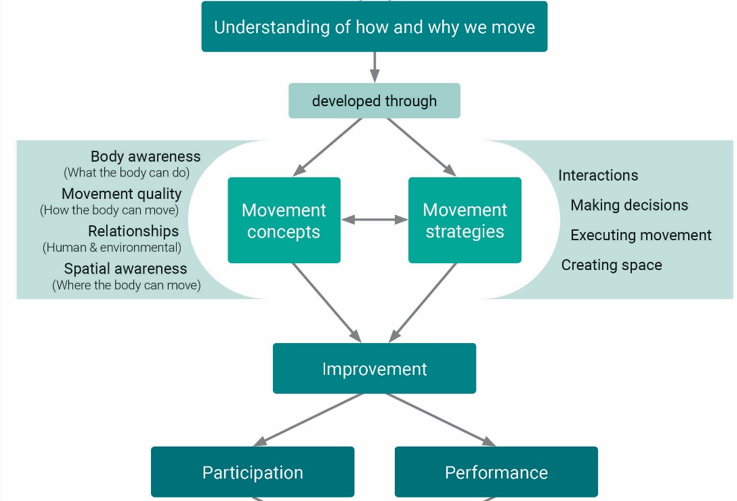 Understanding of how and why we move
developed through
Body awareness
(What the body can do)
Movement quality
(How the body can move)
Relationships
(Human & environmental)
Spatial awareness
(Where the body can move)
Movement
concepts
Movement
strategies
Interactions
Making decisions
Executing movement
Creating space
Improvement
Participation
Performance